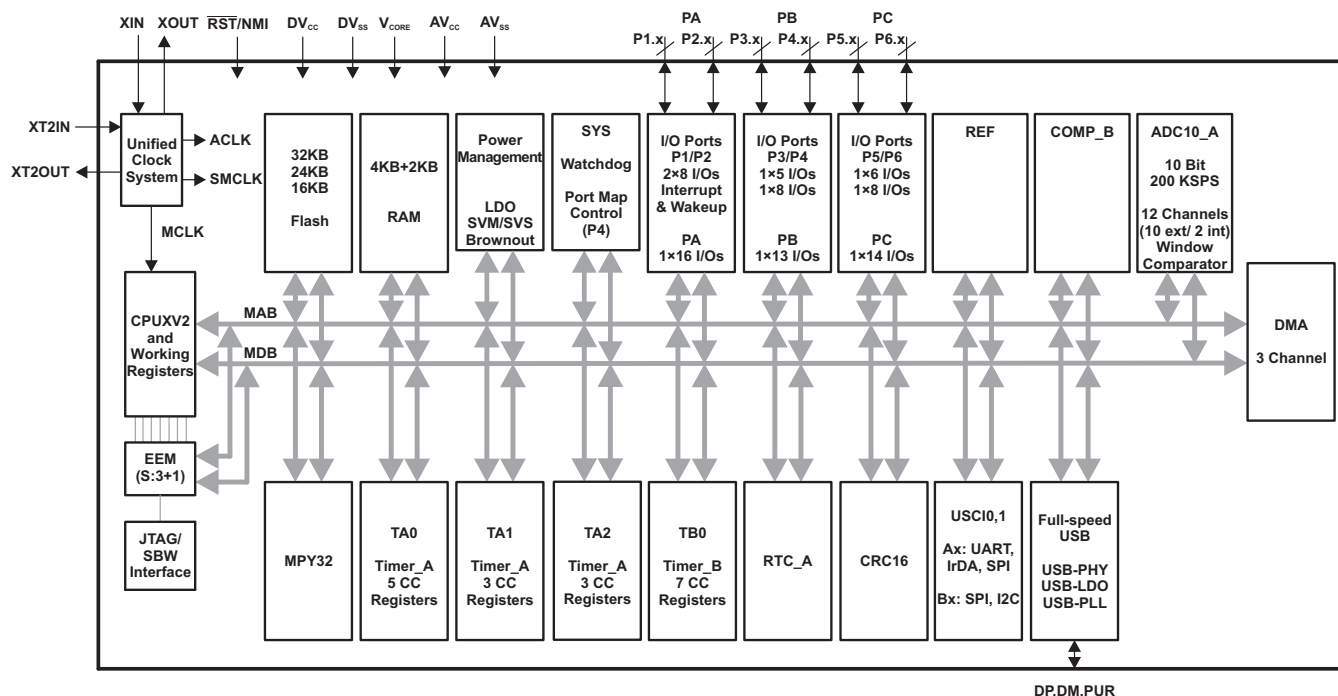 XIN XOUT RST/NMI DVCC DVSS VCORE AVCC AVSS
PA PB PC
P1.x P2.x P3.x P4.x P5.x P6.x
XT2IN
XT2OUT
Unified
Clock
System
ACLK
SMCLK
MCLK
32KB
24KB
16KB
Flash
4KB+2KB
RAM
Power
Management
LDO
SVM/SVS
Brownout
SYS
Watchdog
Port Map
Control
(P4)
I/O Ports
P1/P2
2×8 I/Os
Interrupt
& Wakeup
PA
1×16 I/Os
I/O Ports
P3/P4
1×5 I/Os
1×8 I/Os
PB
1×13 I/Os
I/O Ports
P5/P6
1×6 I/Os
1×8 I/Os
PC
1×14 I/Os
REF
COMP_B
ADC10_A
10 Bit
200 KSPS
12 Channels
(10 ext/ 2 int)
Window
Comparator
CPUXV2
and
Working
Registers
MAB
MDB
DMA
3 Channel
EEM
(S:3+1)
JTAG/
SBW
Interface
MPY32
TA0
Timer_A
5 CC
Registers
TA1
Timer_A
3 CC
Registers
TA2
Timer_A
3 CC
Registers
TB0
Timer_B
7 CC
Registers
RTC_A
CRC16
USCI0,1
Ax: UART,
IrDA, SPI
Bx: SPI, I2C
Full-speed
USB
USB-PHY
USB-LDO
USB-PLL
DP,DM,PUR